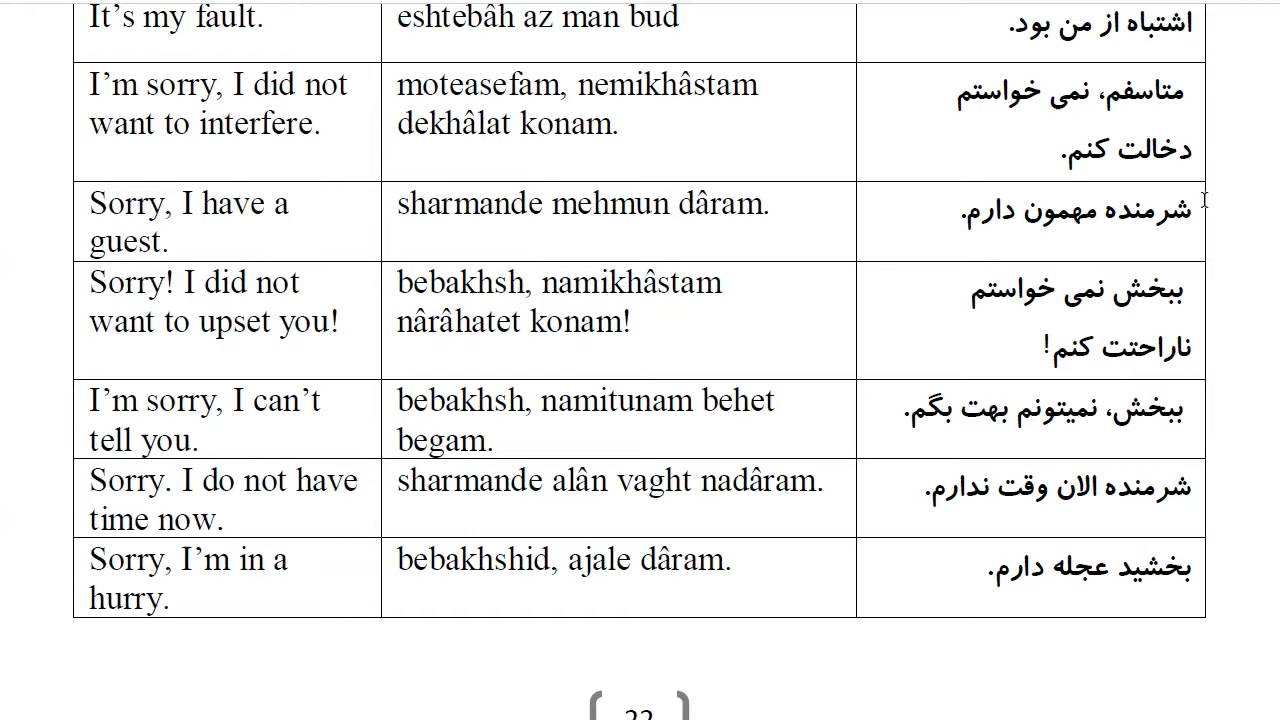 It’s my fault.
eshtebâh az man bud
اشتباه از من بود.
I’m sorry, I did not
want to interfere.
moteasefam, nemikhâstam
dekhâlat konam.
متاسفم، نمی خواستم
دخالت کنم.
Sorry, I have a
guest.
sharmande mehmun dâram.
شرمنده مهمون دارم.
Sorry! I did not
want to upset you!
bebakhsh, namikhâstam
nârâhatet konam!
ببخش نمی خواستم
ناراحتت کنم!
I’m sorry, I can’t
tell you.
bebakhsh, namitunam behet
begam.
ببخش، نمیتونم بهت بگم.
Sorry. I do not have
time now.
sharmande alân vaght nadâram.
شرمنده الان وقت ندارم.
Sorry, I’m in a
hurry.
bebakhshid, ajale dâram.
بخشید عجله دارم.
22